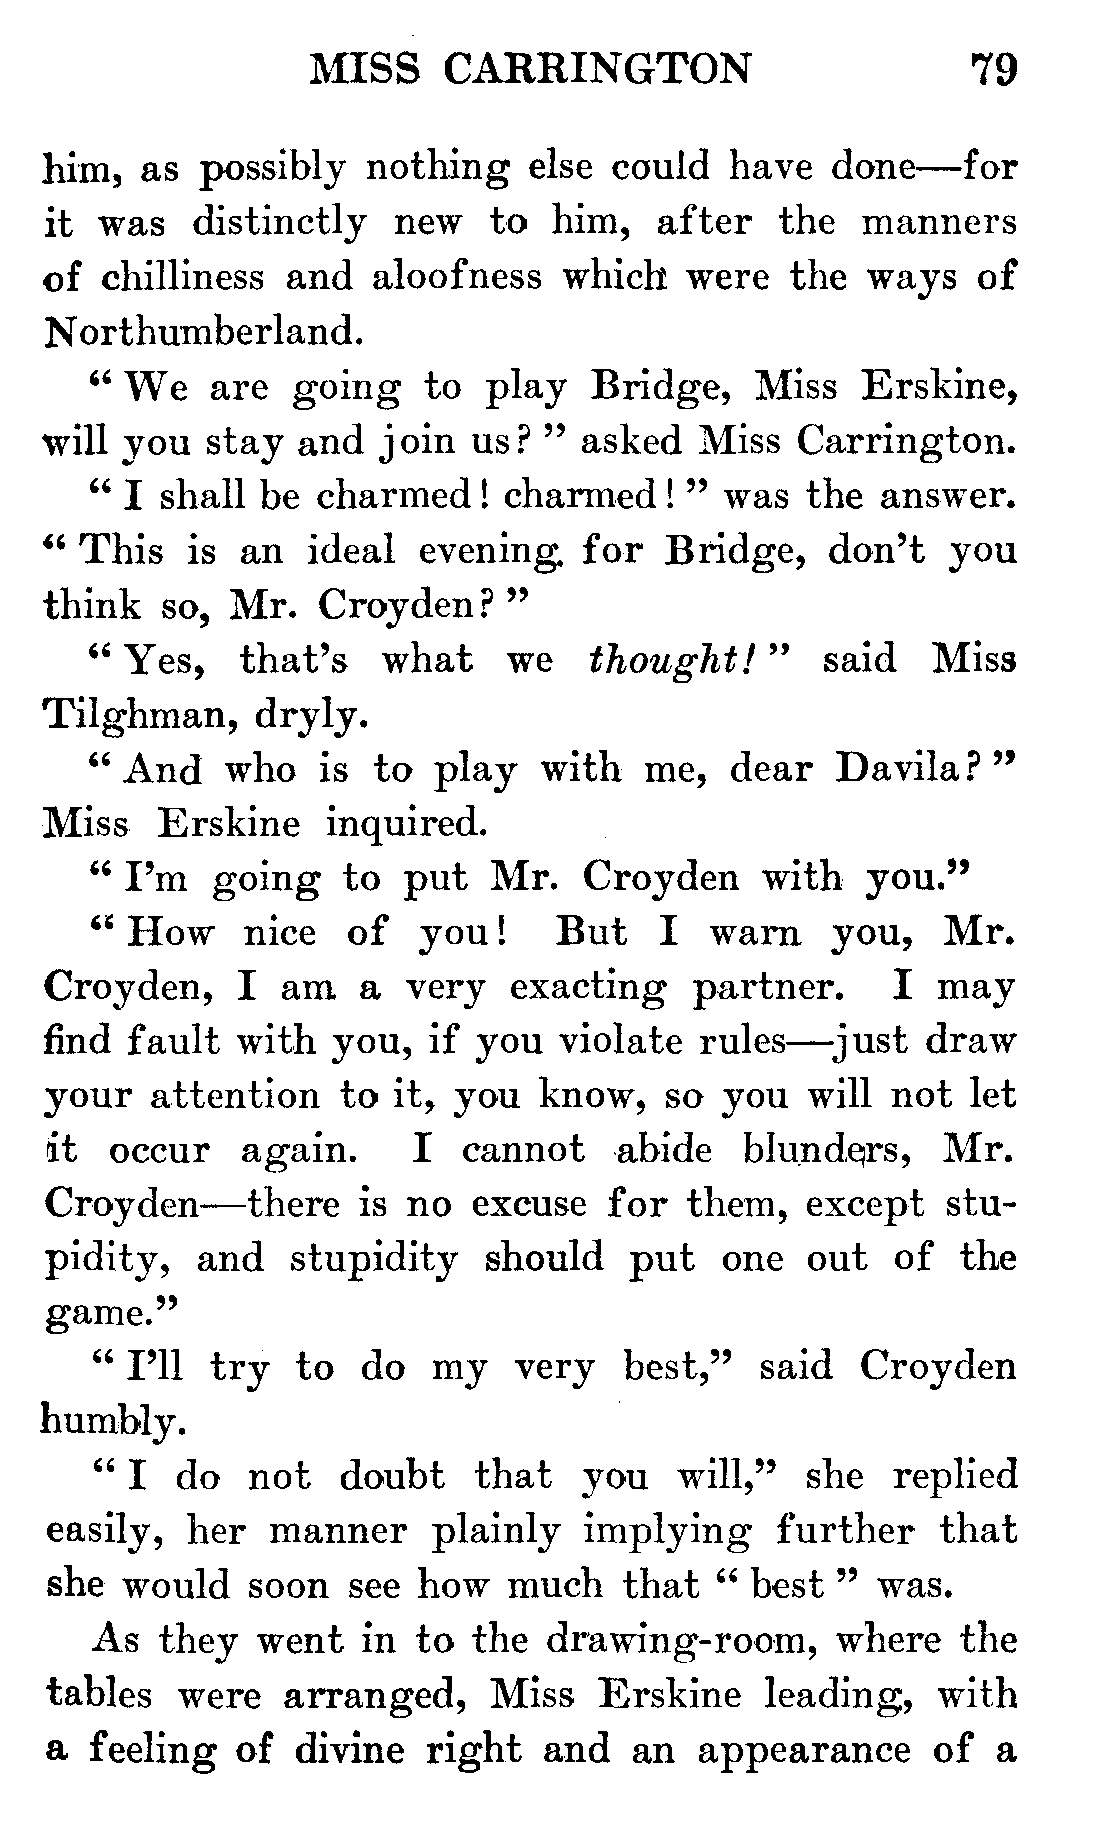 MISS CARRINGTON 79
him, as possibly nothing else could have done—for
it was distinctly new to him, after the manners
of chilliness and aloofness which were the ways of
Northumberland.
“ We are going to play Bridge, Miss Erskine,
will you stay and join us? ” asked Miss Carrington.
“ I shall be charmed! charmed! ” was the answer.
“ This is an ideal evening for Bridge, don’t you
think so, Mr. Croyden? ”
“ Yes, that’s what we thought! ” said Miss
Tilghman, dryly.
“ And who is to play with me, dear Davila? ”
Miss Erskine inquired.
“ I’m going to put Mr. Croyden with you.”
“ How nice of you! But I warn you, Mr.
Croyden, I am a very exacting partner. I may
find fault with you, if you violate rules—just draw
your attention to it, you know, so you will not let
it occur again. I cannot abide blunders, Mr.
Croyden—there is no excuse for them, except stu-
pidity, and stupidity should put one out of the
game.”
“ I’ll try to do my very best,” said Croyden
humbly.
“ I do not doubt that you will,” she replied
easily, her manner plainly implying further that
she would soon see how much that “ best ” was.
As they went in to the drawing-room, where the
tables were arranged, Miss Erskine leading, with
a feeling of divine right and an appearance of a